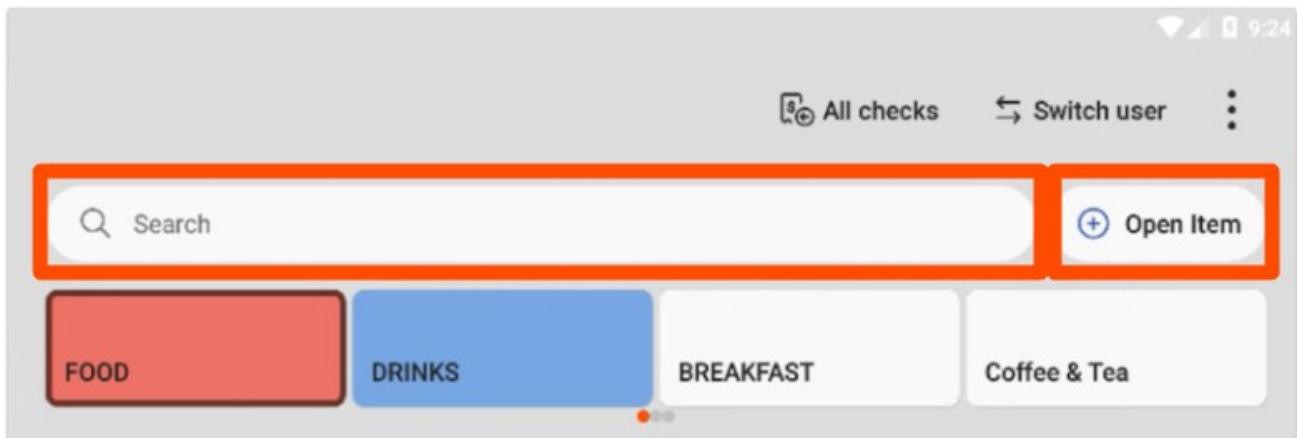 9:24
All checks Switch user
Search Open Item
FOOD DRINKS BREAKFAST Coffee & Tea